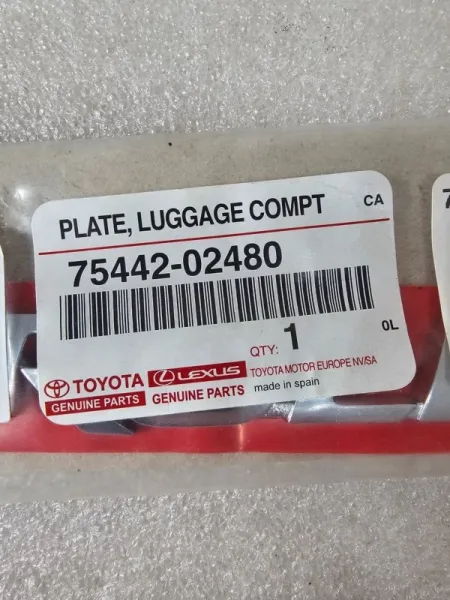 PLATE, LUGGAGE COMPT
CA
75442-02480
QTY: 1
0L
TOYOTA
GENUINE PARTS
LEXUS
GENUINE PARTS
TOYOTA MOTOR EUROPE NV/SA
made in spain
7